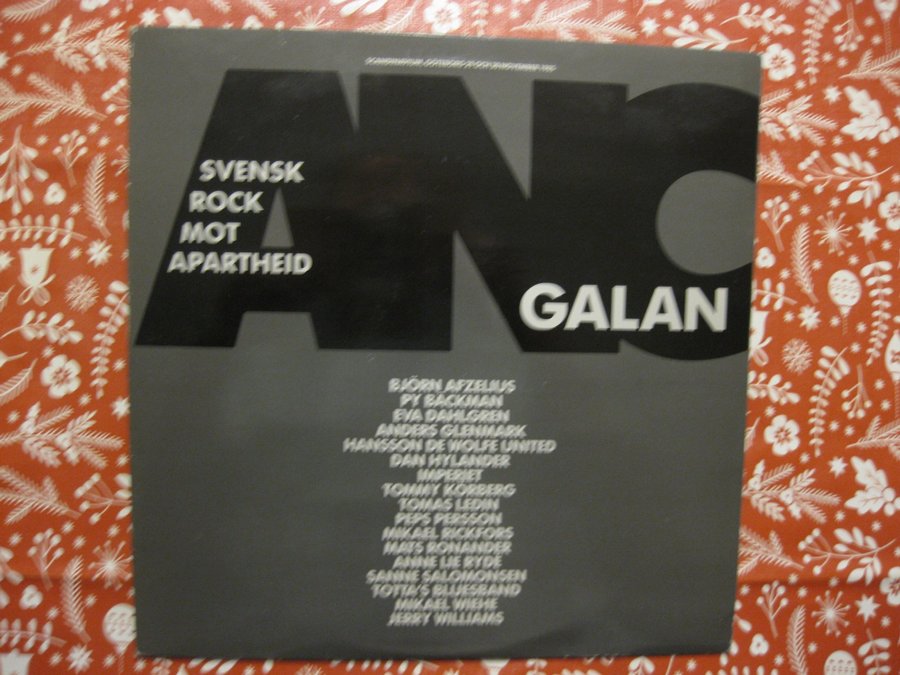 SCANDINAVIUM, GÖTEBORG
ANC
SVENSK
ROCK
MOT
APARTHEID
GALAN
BJÖRN AFZELIUS
PY BÄCKMAN
EVA DAHLGREN
ANDERS GLENMARK
HANSSON DE WOLFE UNITED
DAN HYLANDER
IMPERIET
TOMMY KÖRBERG
TOMAS LEDIN
PEPS PERSSON
MIKAEL RICKFORS
MATS RONANDER
ANNE LIE RYDÉ
SANNE SALOMONSEN
TOTTA'S BLUESBAND
MIKAEL WIEHE
JERRY WILLIAMS